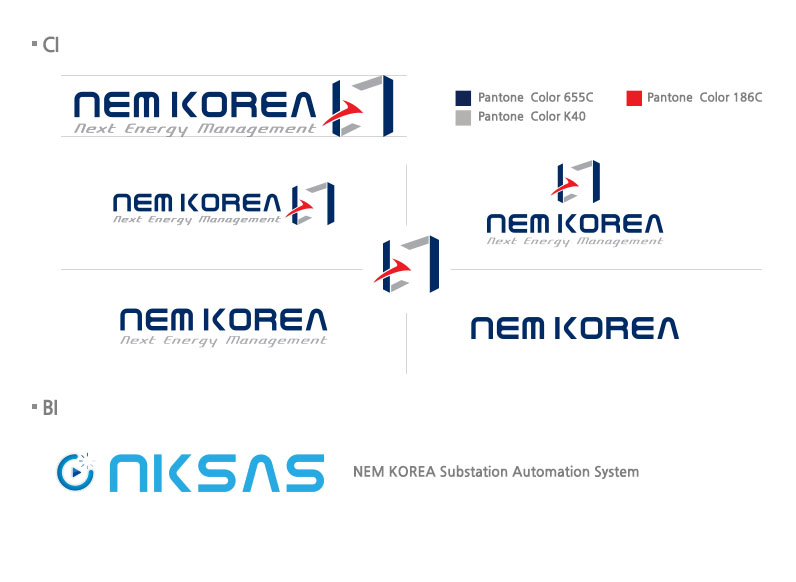 CI
NEM KOREA
Next Energy Management
Pantone Color 655C
Pantone Color 186C
Pantone Color K40
NEM KOREA
Next Energy Management
NEM KOREA
Next Energy Management
NEM KOREA
Next Energy Management
NEM KOREA
BI
NKSAS
NEM KOREA Substation Automation System